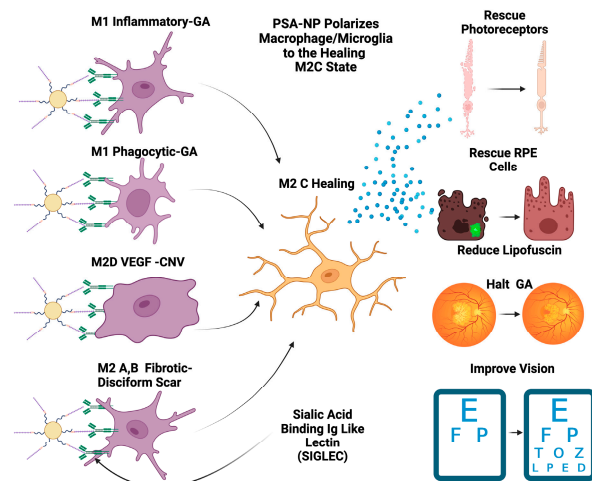 M1 Inflammatory-GA
PSA-NP Polarizes
Macrophage/Microglia
to the Healing
M2C State
Rescue
Photoreceptors
M1 Phagocytic-GA
M2 C Healing
Rescue RPE
Cells
Reduce Lipofuscin
M2D VEGF -CNV
Halt GA
M2 A,B Fibrotic-
Disciform Scar
Improve Vision
Sialic Acid
Binding Ig Like
Lectin
(SIGLEC)
E
F P
E
F P
T O Z
L P E D